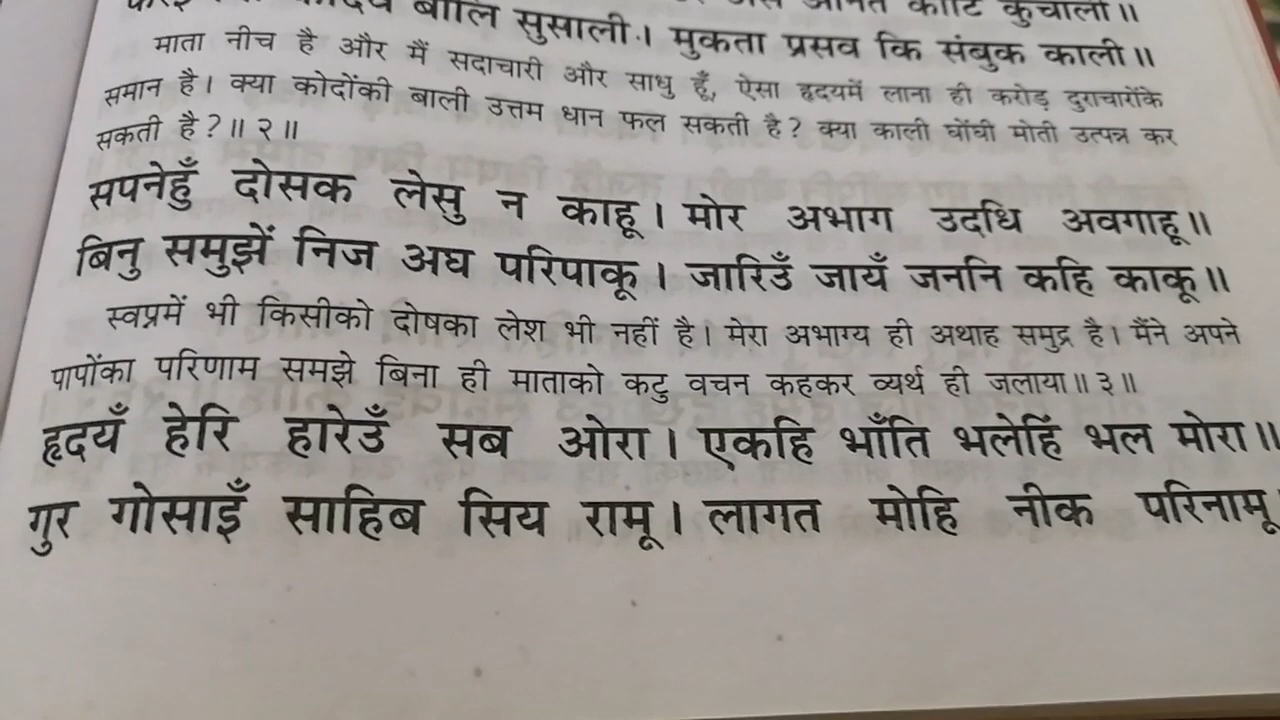 बालि सुसाली। मुकता प्रसव कि संबुक काली॥
माता नीच है और मैं सदाचारी और साधु हूँ, ऐसा हृदयमें लाना ही करोड़ दुराचारोंके
समान है। क्या कोदोंकी बाली उत्तम धान फल सकती है? क्या काली घोंघी मोती उत्पन्न कर
सकती है?॥ २॥
सपनेहुँ दोसक लेसु न काहू। मोर अभाग उदधि अवगाहू॥
बिनु समुझें निज अघ परिपाकू। जारिउँ जायँ जननि कहि काकू॥
स्वप्नमें भी किसीको दोषका लेश भी नहीं है। मेरा अभाग्य ही अथाह समुद्र है। मैंने अपने
पापोंका परिणाम समझे बिना ही माताको कटु वचन कहकर व्यर्थ ही जलाया॥ ३॥
हृदयँ हेरि हारेउँ सब ओरा। एकहि भाँति भलेहिं भल मोरा॥
गुर गोसाइँ साहिब सिय रामू। लागत मोहि नीक परिनामू